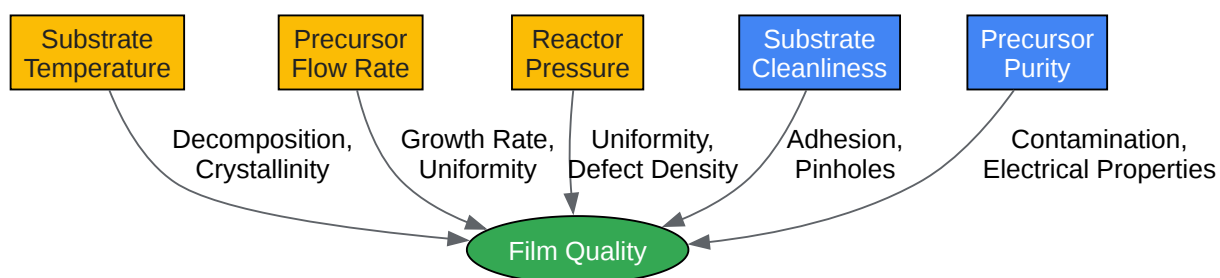 Substrate
Temperature
Precursor
Flow Rate
Reactor
Pressure
Substrate
Cleanliness
Precursor
Purity
Decomposition,
Crystallinity
Growth Rate,
Uniformity
Uniformity,
Defect Density
Adhesion,
Pinholes
Contamination,
Electrical Properties
Film Quality